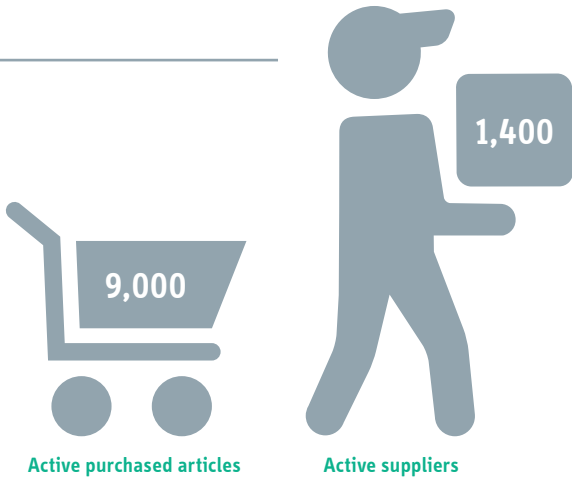 1,400
9,000
Active purchased articles
Active suppliers